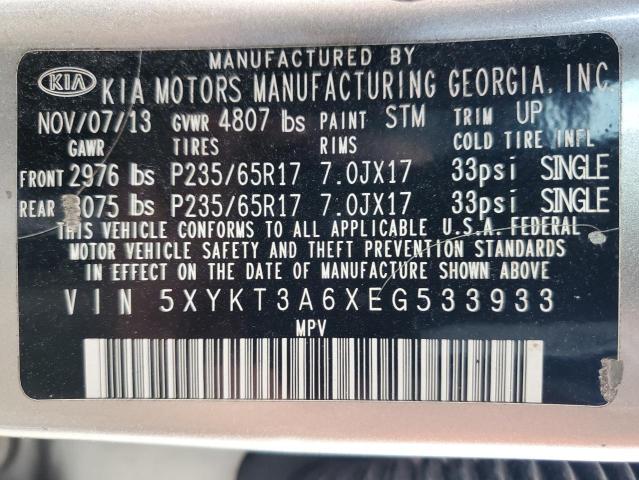 MANUFACTURED BY
KIA KIA MOTORS MANUFACTURING GEORGIA, INC
NOV/07/13 GVWR 4807 lbs PAINT STM TRIM UP
GAWR TIRES RIMS COLD TIRE INFL
FRONT 2976 lbs P235/65R17 7.0JX17 33psi SINGLE
REAR 3075 lbs P235/65R17 7.0JX17 33psi SINGLE
THIS VEHICLE CONFORMS TO ALL APPLICABLE U.S.A. FEDERAL
MOTOR VEHICLE SAFETY AND THEFT PREVENTION STANDARDS
IN EFFECT ON THE DATE OF MANUFACTURE SHOWN ABOVE
VIN 5XYKT3A6XEG533933
MPV